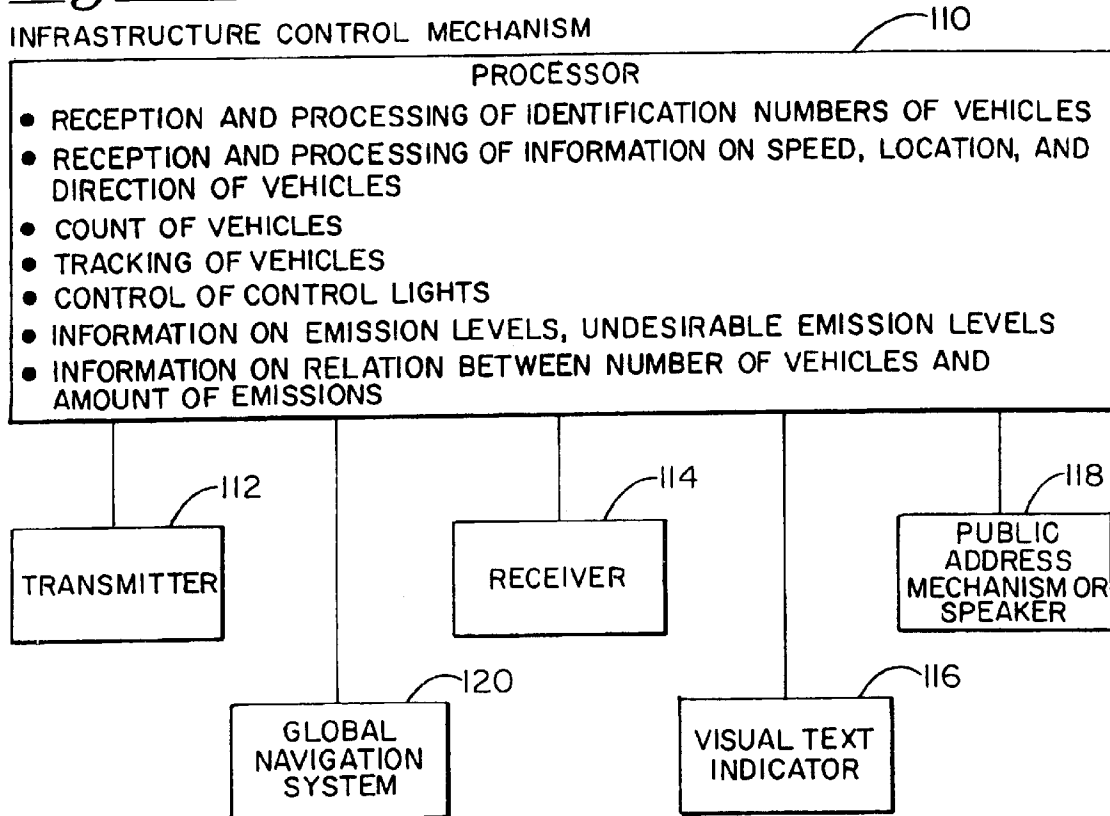 INFRASTRUCTURE CONTROL MECHANISM
110
PROCESSOR
• RECEPTION AND PROCESSING OF IDENTIFICATION NUMBERS OF VEHICLES
• RECEPTION AND PROCESSING OF INFORMATION ON SPEED, LOCATION, AND
DIRECTION OF VEHICLES
• COUNT OF VEHICLES
• TRACKING OF VEHICLES
• CONTROL OF CONTROL LIGHTS
• INFORMATION ON EMISSION LEVELS, UNDESIRABLE EMISSION LEVELS
• INFORMATION ON RELATION BETWEEN NUMBER OF VEHICLES AND
AMOUNT OF EMISSIONS
112
TRANSMITTER
114
RECEIVER
118
PUBLIC
ADDRESS
MECHANISM OR
SPEAKER
120
GLOBAL
NAVIGATION
SYSTEM
116
VISUAL TEXT
INDICATOR